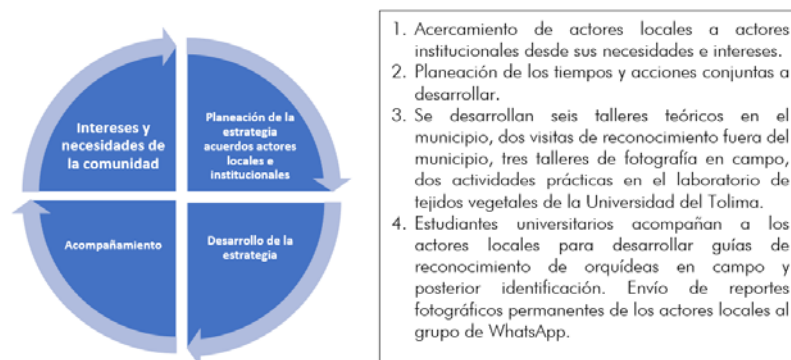 Intereses y
necesidades de
la comunidad
Planeación de la
estrategia
acuerdos actores
locales e
institucionales
Acompañamiento
Desarrollo de la
estrategia
1. Acercamiento de actores locales a actores
institucionales desde sus necesidades e intereses.
2. Planeación de los tiempos y acciones conjuntas a
desarrollar.
3. Se desarrollan seis talleres teóricos en el
municipio, dos visitas de reconocimiento fuera del
municipio, tres talleres de fotografía en campo,
dos actividades prácticas en el laboratorio de
tejidos vegetales de la Universidad del Tolima.
4. Estudiantes universitarios acompañan a los
actores locales para desarrollar guías de
reconocimiento de orquídeas en campo y
posterior identificación. Envío de reportes
fotográficos permanentes de los actores locales al
grupo de WhatsApp.